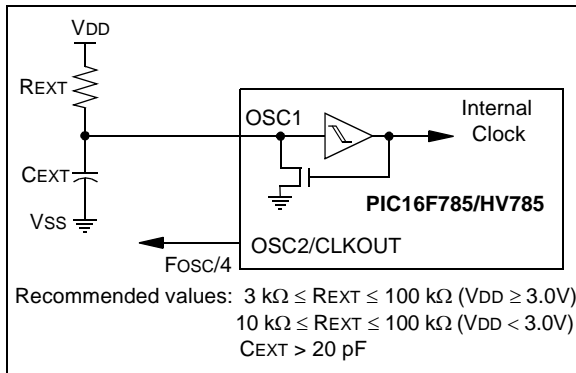 VDD
REXT
OSC1
Internal
Clock
CEXT
PIC16F785/HV785
VSS
OSC2/CLKOUT
FOSC/4
Recommended values: 3 kΩ ≤ REXT ≤ 100 kΩ (VDD ≥ 3.0V)
10 kΩ ≤ REXT ≤ 100 kΩ (VDD < 3.0V)
CEXT > 20 pF